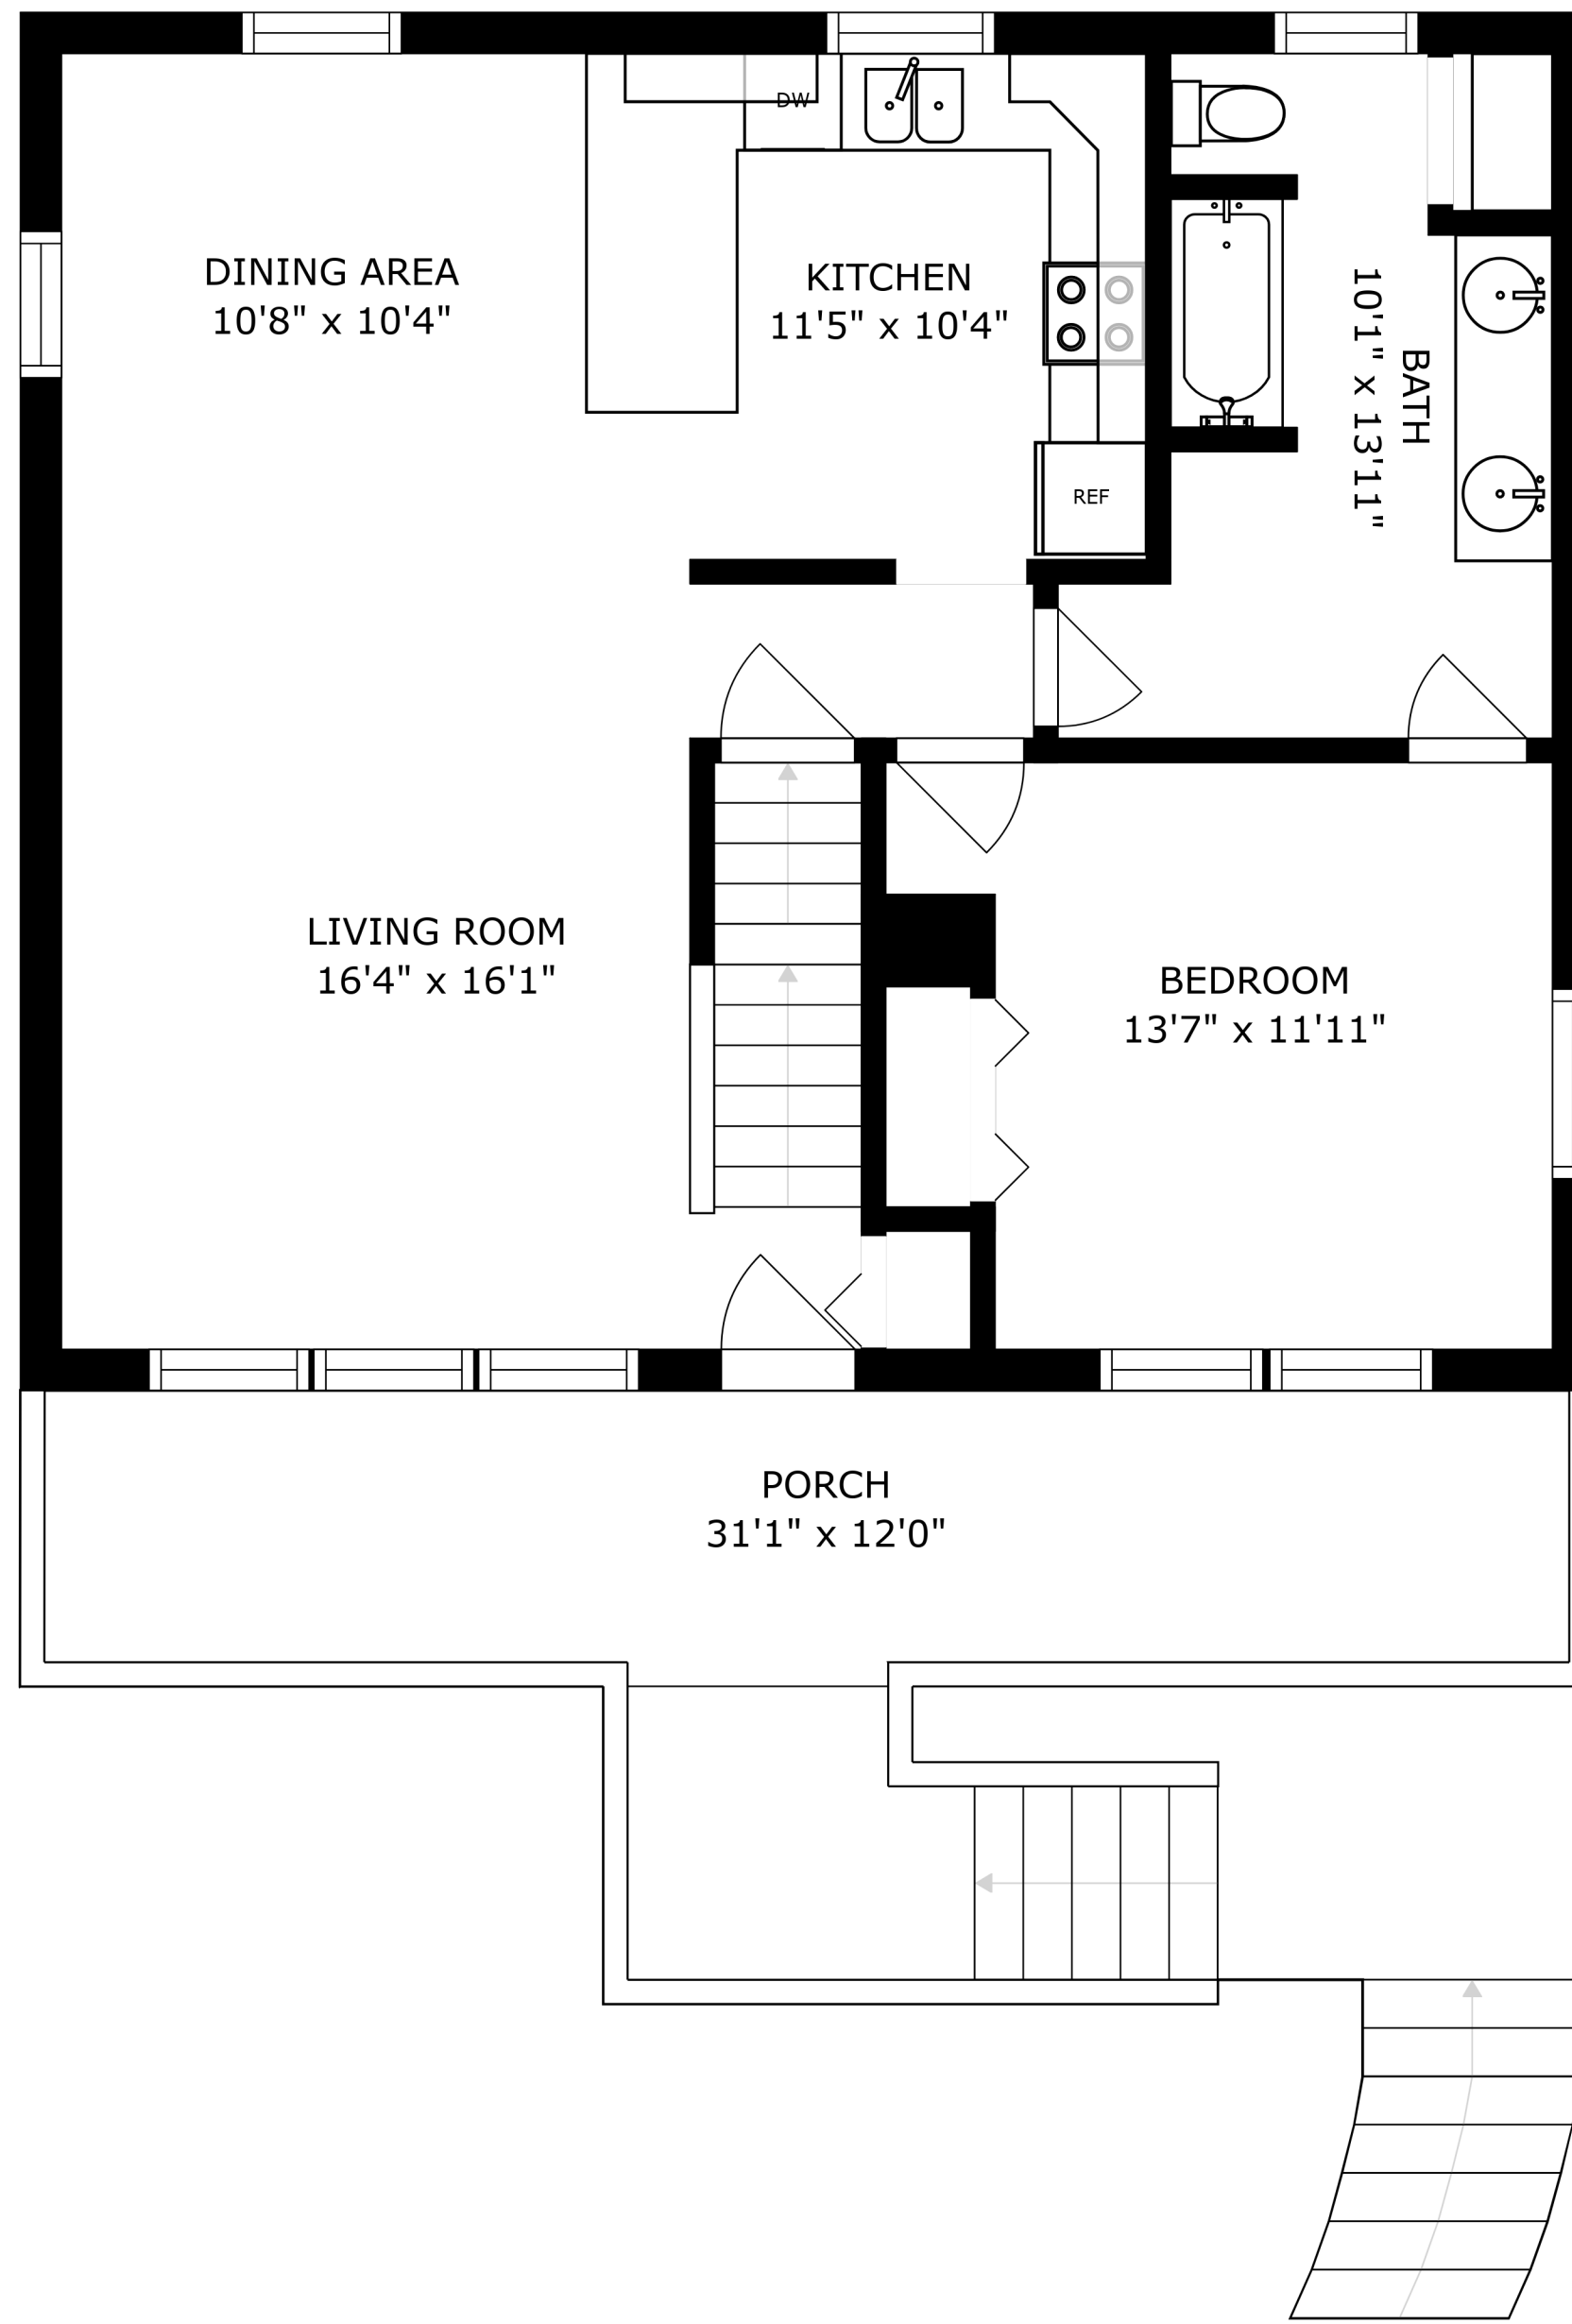 DW
DINING AREA
10'8" x 10'4"
KITCHEN
11'5" x 10'4"
BATH
10'1" x 13'11"
REF
LIVING ROOM
16'4" x 16'1"
BEDROOM
13'7" x 11'11"
PORCH
31'1" x 12'0"